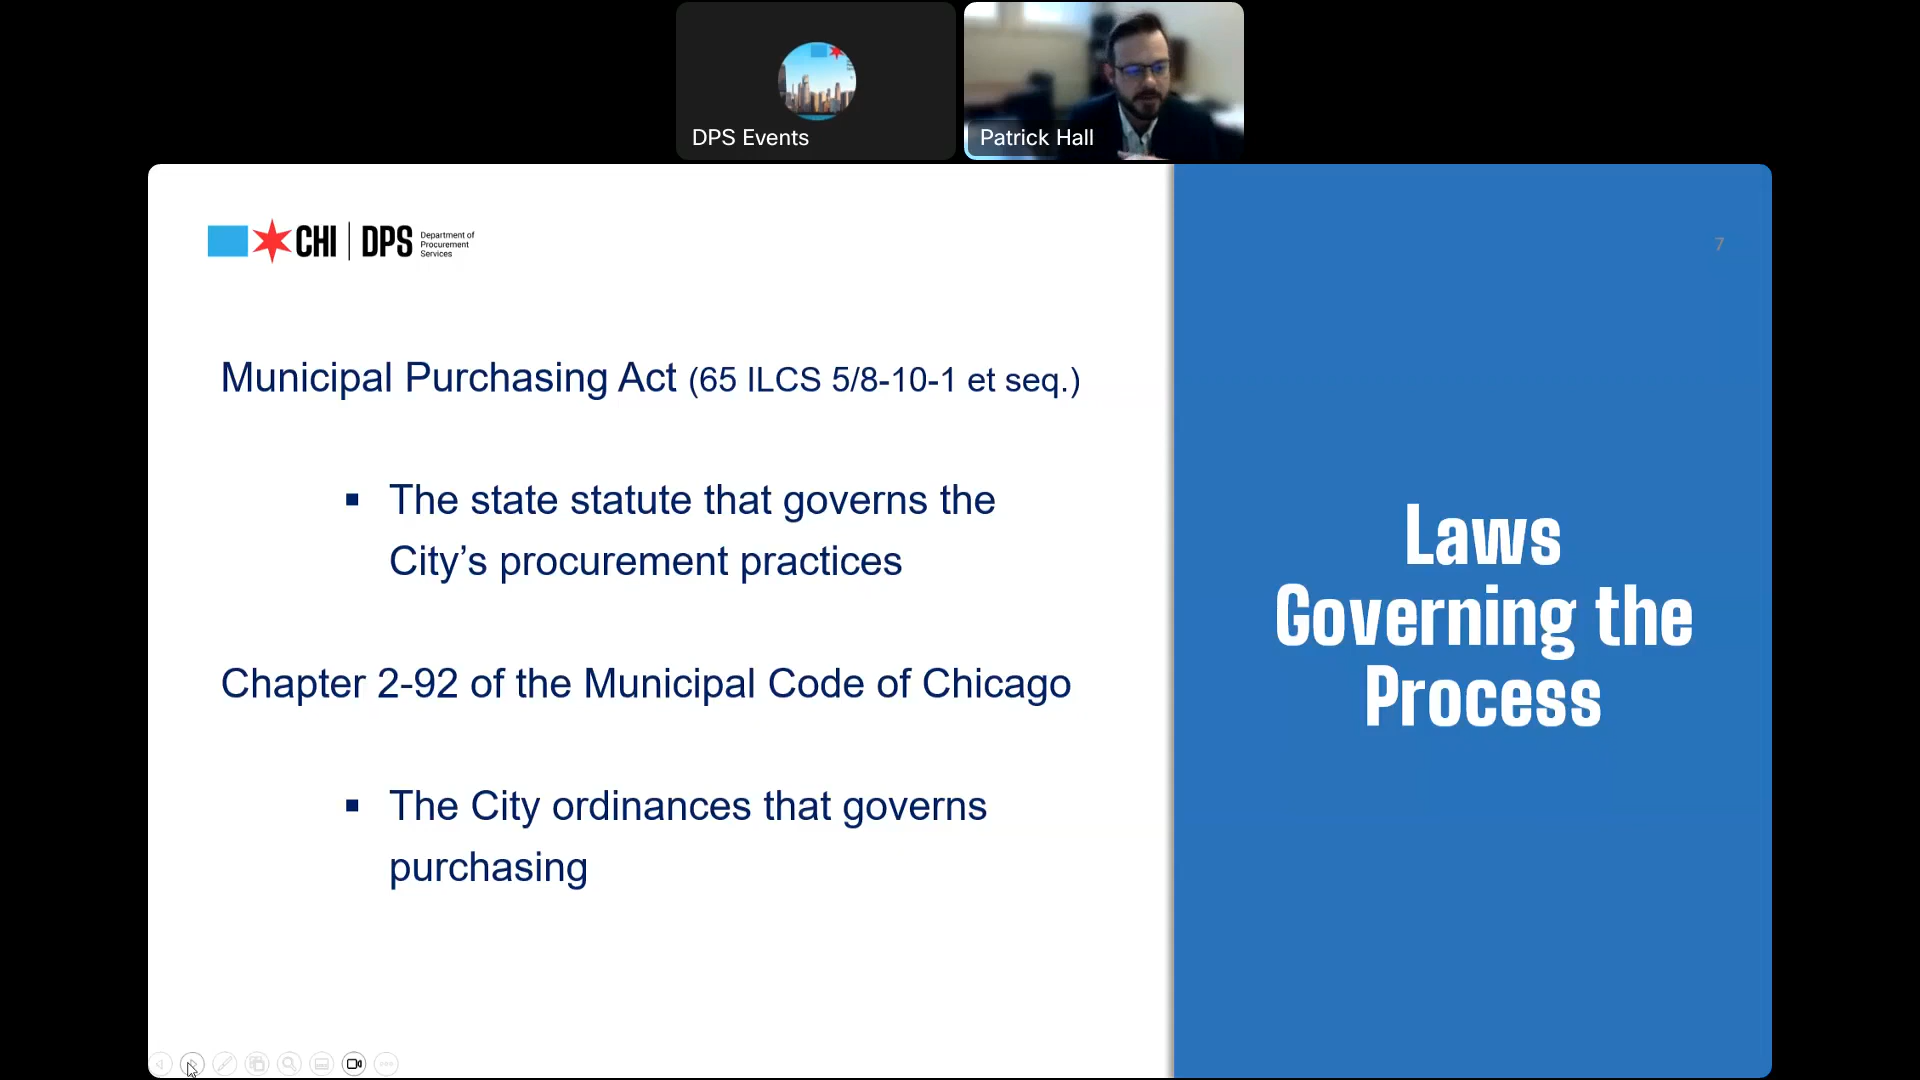 DPS Events
Patrick Hall
CHI | DPS
Department of
Procurement
Services
7
Municipal Purchasing Act (65 ILCS 5/8-10-1 et seq.)
▪ The state statute that governs the
City’s procurement practices
Chapter 2-92 of the Municipal Code of Chicago
▪ The City ordinances that governs
purchasing
Laws
Governing the
Process